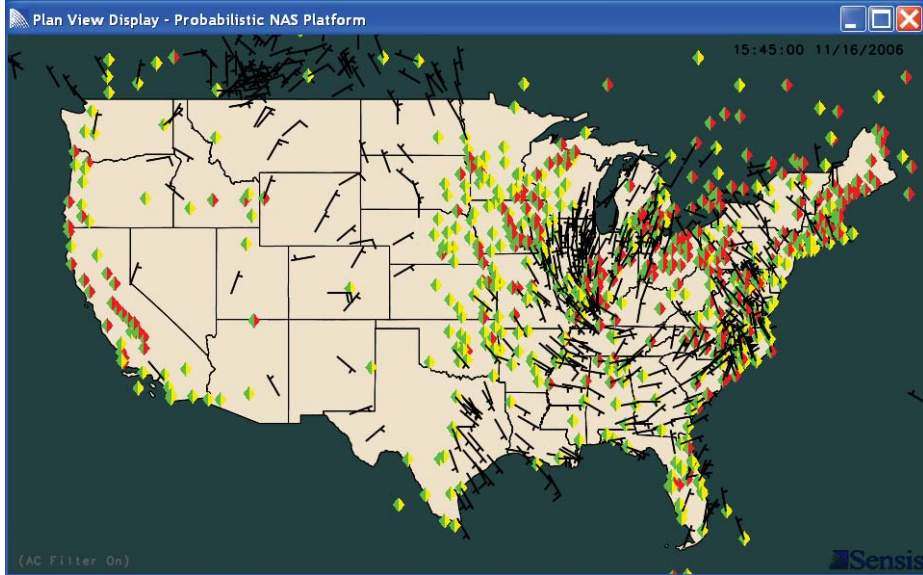 Plan View Display - Probabilistic NAS Platform
15:45:00 11/16/2006
(AC Filter On)
Sensis